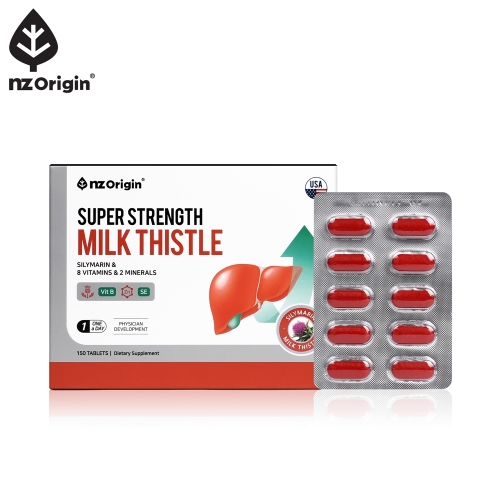 nzOrigin®
nzOrigin®
USA
SUPER STRENGTH
MILK THISTLE
SILYMARIN &
8 VITAMINS & 2 MINERALS
Vit B
SE
1 ONE a DAY
PHYSICIAN
DEVELOPMENT
SILYMARIN
MILK THISTLE
150 TABLETS | Dietary Supplement